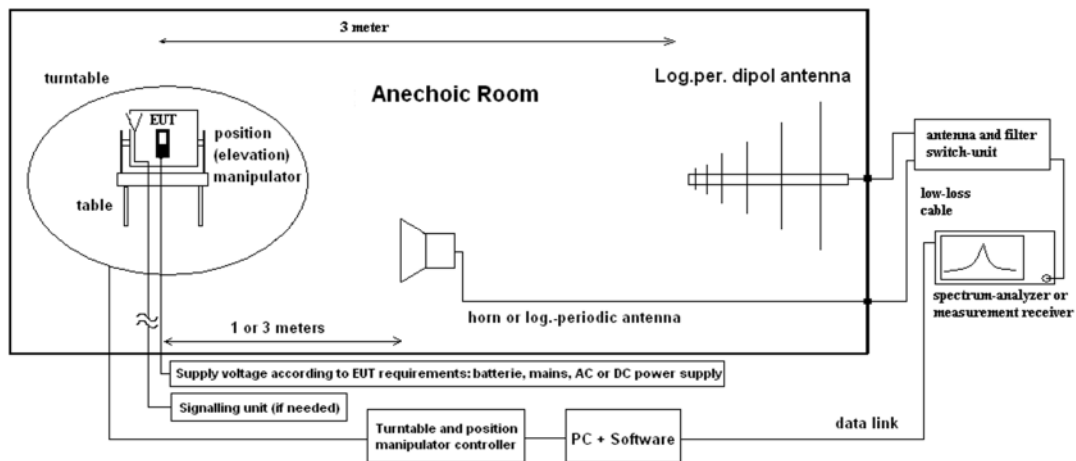 3 meter
turntable
Log.per. dipol antenna
Anechoic Room
EUT
position
(elevation)
manipulator
table
antenna and filter
switch-unit
low-loss
cable
spectrum-analyzer or
measurement receiver
horn or log.-periodic antenna
1 or 3 meters
Supply voltage according to EUT requirements: batterie, mains, AC or DC power supply
Signalling unit (if needed)
Turntable and position
manipulator controller
PC + Software
data link